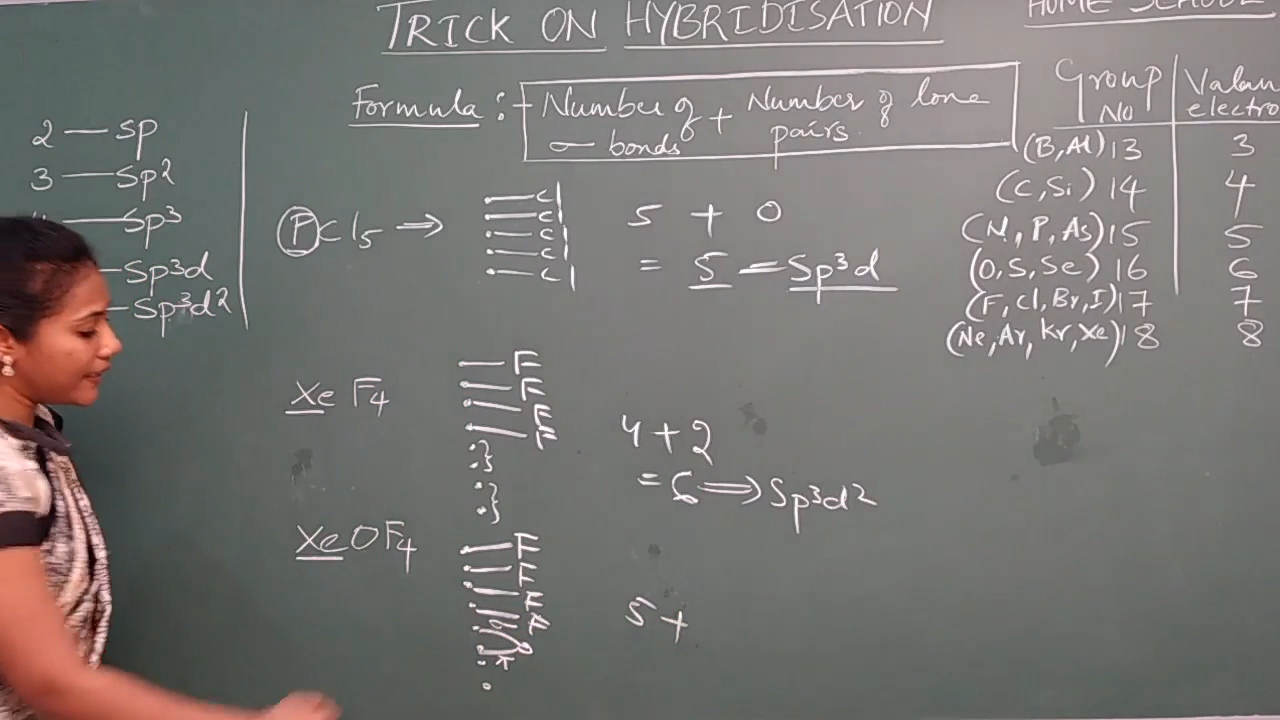 TRICK ON HYBRIDISATION
HOME SCHOOL
Formula :- Number of σ bonds + Number of lone pairs.
2 — sp
3 — Sp2
— Sp3
— Sp3d
— Sp3d2
PCl5 ⇒
— Cl
— Cl
— Cl
— Cl
— Cl
5 + 0
= 5 — Sp3d
XeF4
— F
— F
— F
— F
: }
: }
4 + 2
= 6 ⇒ Sp3d2
XeOF4
— F
— F
— F
— F
5 +
Group No
(B, Al) 13 3
(C, Si) 14 4
(N, P, As) 15 5
(O, S, Se) 16 6
(F, Cl, Br, I) 17 7
(Ne, Ar, Kr, Xe) 18 8